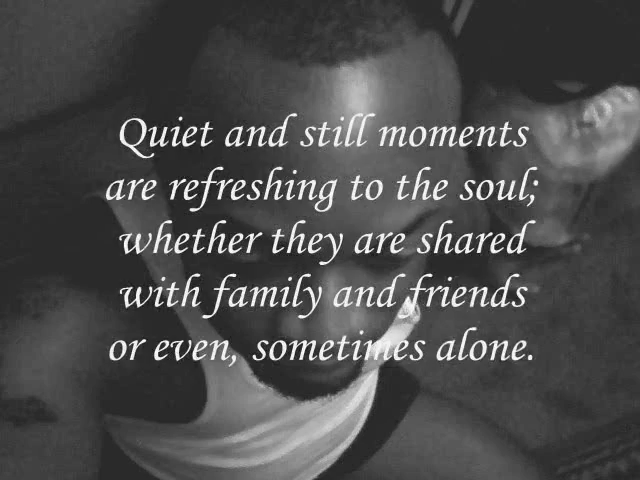 Quiet and still moments
are refreshing to the soul;
whether they are shared
with family and friends
or even, sometimes alone.